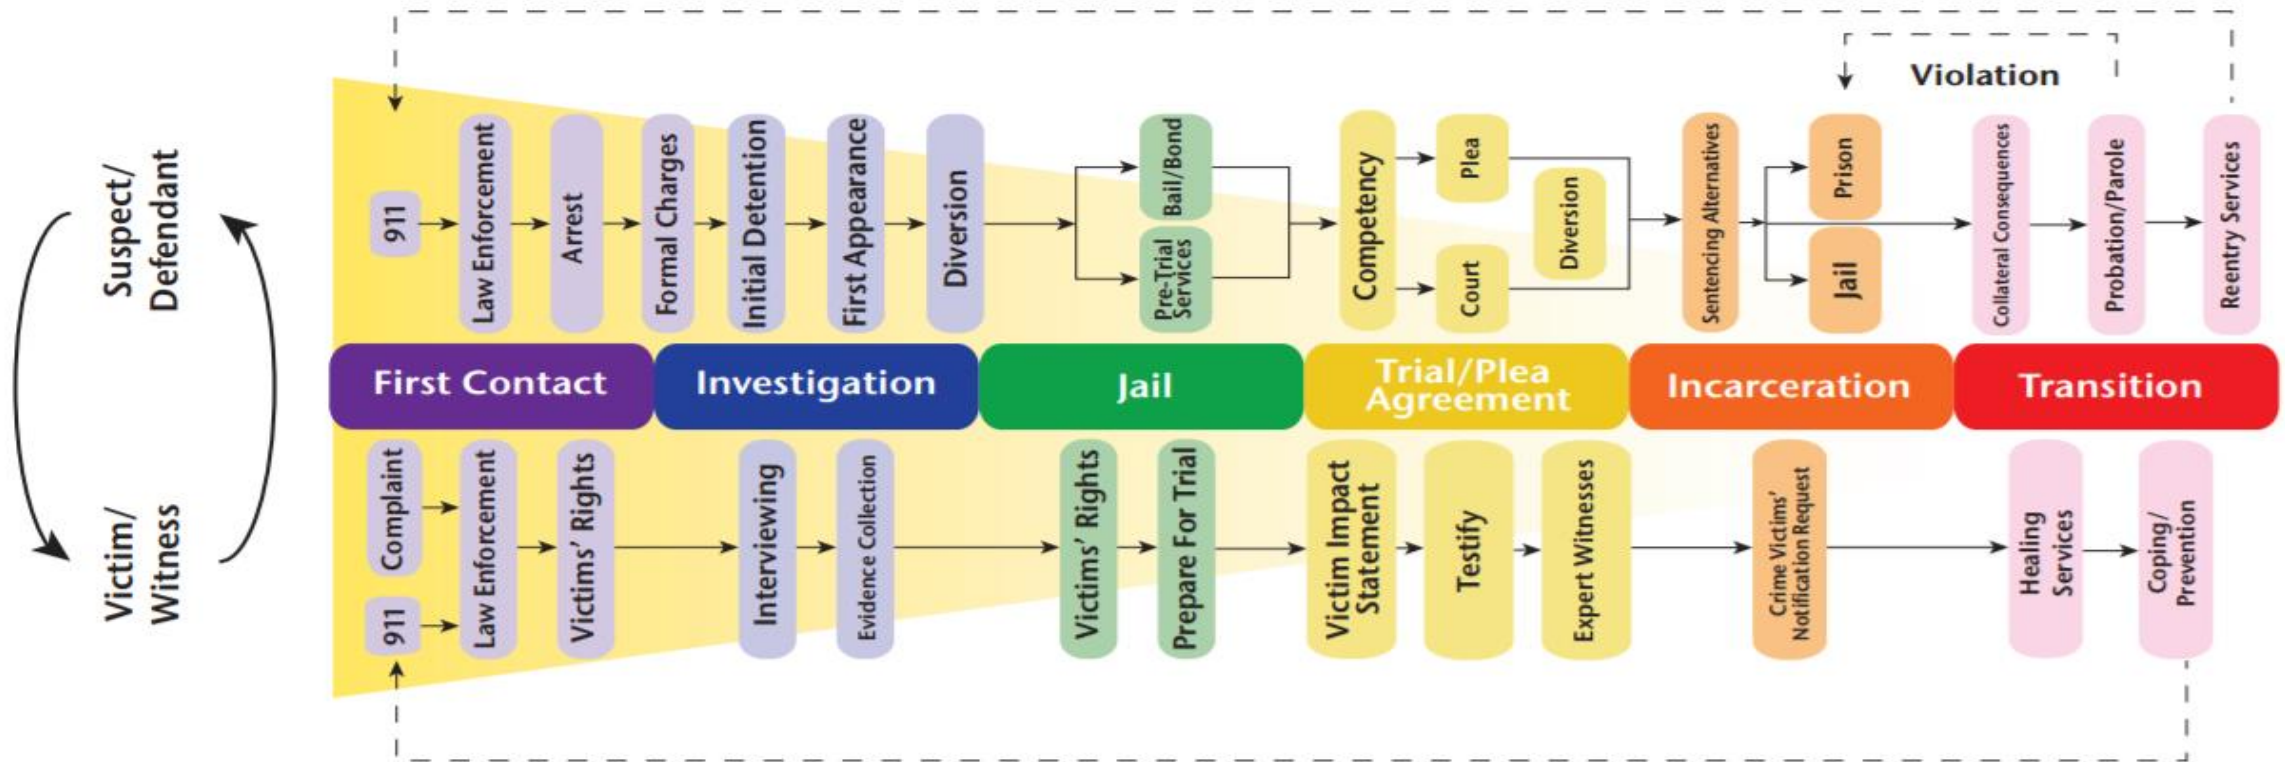 Violation
Suspect/
Defendant
911
Law Enforcement
Arrest
Formal Charges
Initial Detention
First Appearance
Diversion
Bail/Bond
Pre-Trial
Services
Competency
Plea
Court
Diversion
Sentencing Alternatives
Prison
Jail
Collateral Consequences
Probation/Parole
Reentry Services
First Contact
Investigation
Jail
Trial/Plea
Agreement
Incarceration
Transition
Victim/
Witness
Complaint
911
Law Enforcement
Victims' Rights
Interviewing
Evidence Collection
Victims' Rights
Prepare For Trial
Victim Impact
Statement
Testify
Expert Witnesses
Crime Victims'
Notification Request
Healing
Services
Coping/
Prevention